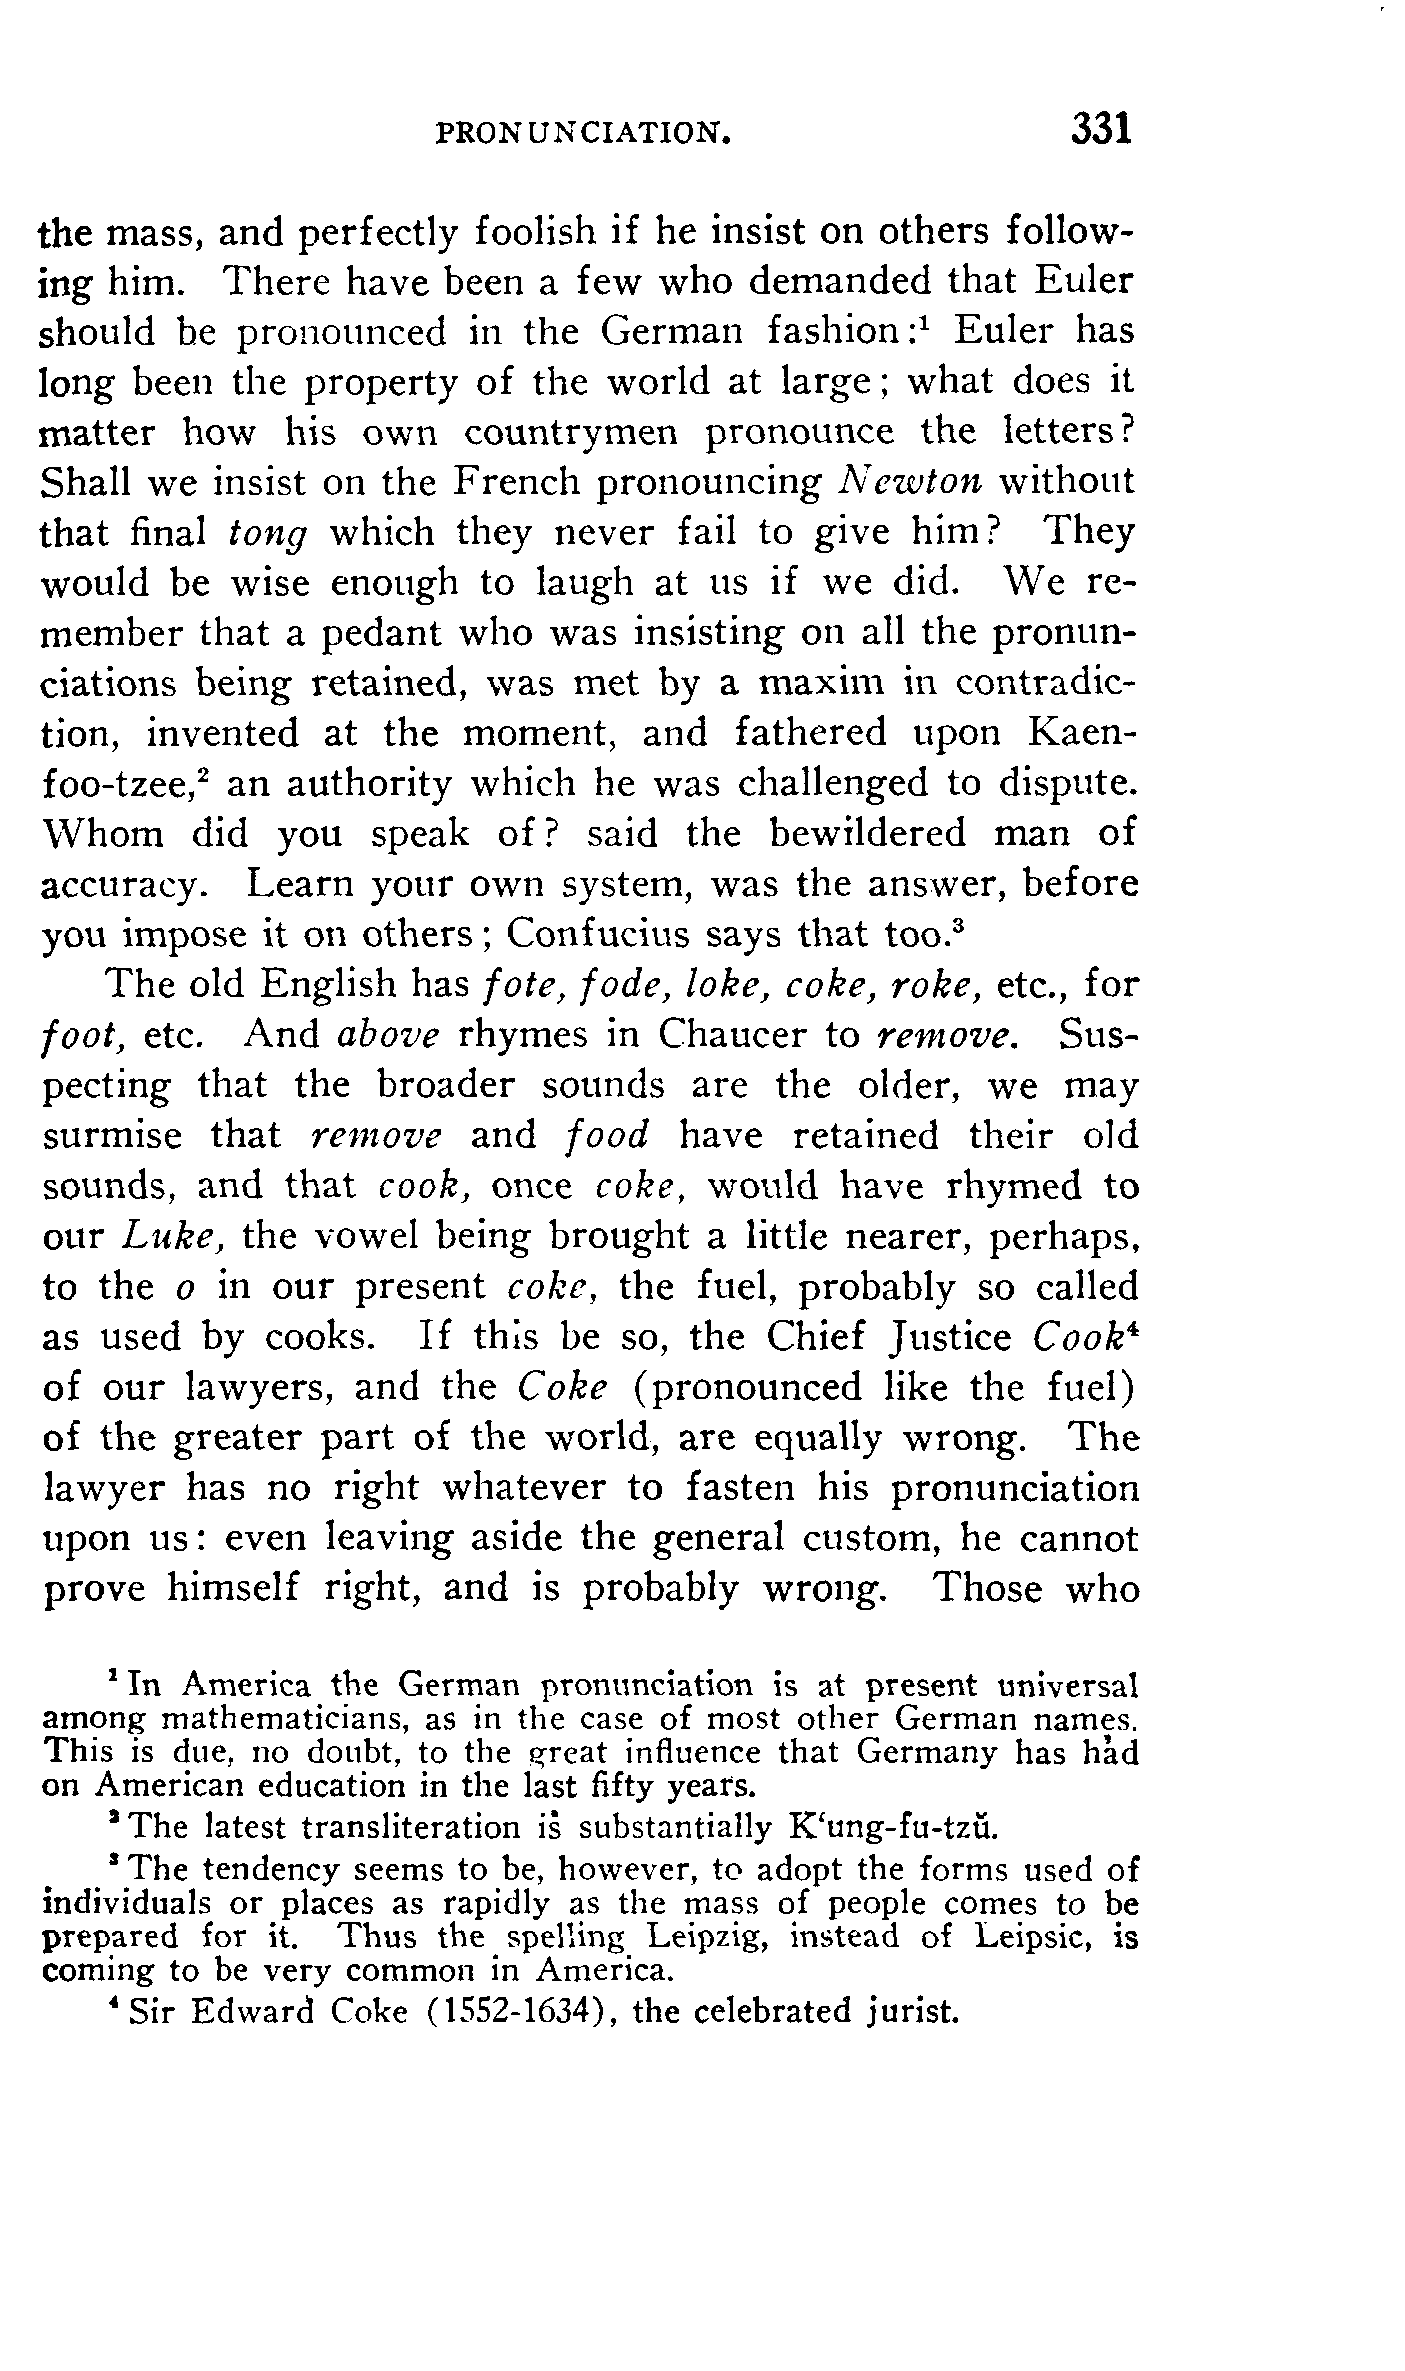 PRONUNCIATION. 331
the mass, and perfectly foolish if he insist on others follow-
ing him. There have been a few who demanded that Euler
should be pronounced in the German fashion:¹ Euler has
long been the property of the world at large; what does it
matter how his own countrymen pronounce the letters?
Shall we insist on the French pronouncing Newton without
that final tong which they never fail to give him? They
would be wise enough to laugh at us if we did. We re-
member that a pedant who was insisting on all the pronun-
ciations being retained, was met by a maxim in contradic-
tion, invented at the moment, and fathered upon Kaen-
foo-tzee,² an authority which he was challenged to dispute.
Whom did you speak of? said the bewildered man of
accuracy. Learn your own system, was the answer, before
you impose it on others; Confucius says that too.³
The old English has fote, fode, loke, coke, roke, etc., for
foot, etc. And above rhymes in Chaucer to remove. Sus-
pecting that the broader sounds are the older, we may
surmise that remove and food have retained their old
sounds, and that cook, once coke, would have rhymed to
our Luke, the vowel being brought a little nearer, perhaps,
to the o in our present coke, the fuel, probably so called
as used by cooks. If this be so, the Chief Justice Cook⁴
of our lawyers, and the Coke (pronounced like the fuel)
of the greater part of the world, are equally wrong. The
lawyer has no right whatever to fasten his pronunciation
upon us: even leaving aside the general custom, he cannot
prove himself right, and is probably wrong. Those who
¹ In America the German pronunciation is at present universal
among mathematicians, as in the case of most other German names.
This is due, no doubt, to the great influence that Germany has had
on American education in the last fifty years.
² The latest transliteration is substantially K‘ung-fu-tzŭ.
³ The tendency seems to be, however, to adopt the forms used of
individuals or places as rapidly as the mass of people comes to be
prepared for it. Thus the spelling Leipzig, instead of Leipsic, is
coming to be very common in America.
⁴ Sir Edward Coke (1552-1634), the celebrated jurist.